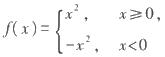 f(x) = { x², x≥0,
-x², x<0